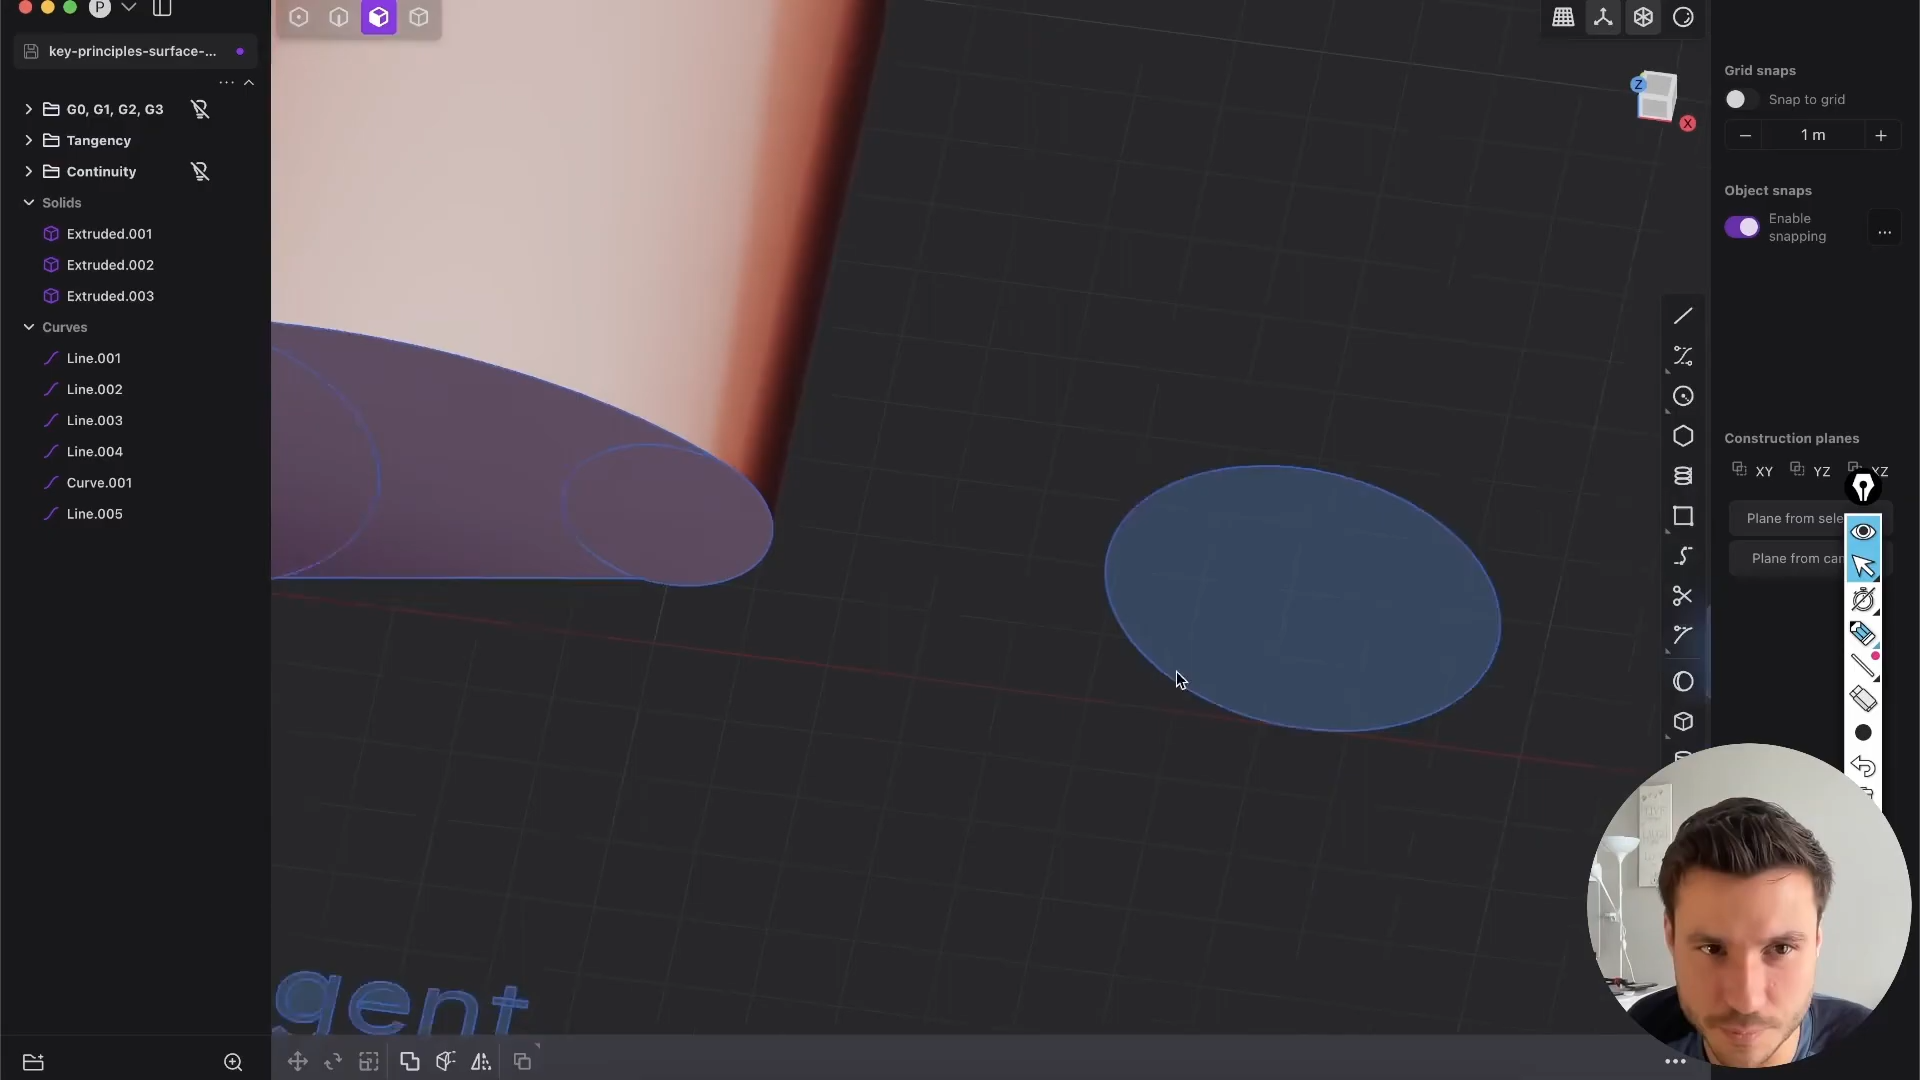 P
key-principles-surface-...
G0, G1, G2, G3
Tangency
Continuity
Solids
Extruded.001
Extruded.002
Extruded.003
Curves
Line.001
Line.002
Line.003
Line.004
Curve.001
Line.005
gent
Z
X
Grid snaps
Snap to grid
1 m
Object snaps
Enable
snapping
...
Construction planes
XY
YZ
XZ
Plane from sele
Plane from can